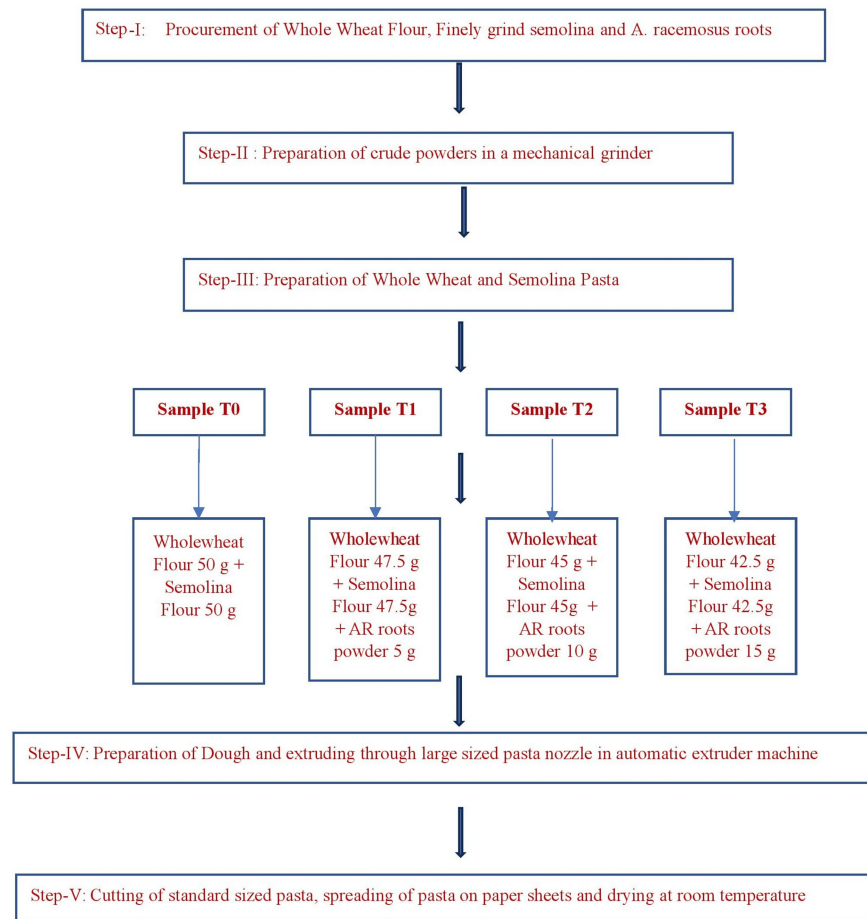 Step-I: Procurement of Whole Wheat Flour, Finely grind semolina and A. racemosus roots
Step-II : Preparation of crude powders in a mechanical grinder
Step-III: Preparation of Whole Wheat and Semolina Pasta
Sample T0
Sample T1
Sample T2
Sample T3
Wholewheat
Flour 50 g +
Semolina
Flour 50 g
Wholewheat
Flour 47.5 g
+ Semolina
Flour 47.5g
+ AR roots
powder 5 g
Wholewheat
Flour 45 g +
Semolina
Flour 45g +
AR roots
powder 10 g
Wholewheat
Flour 42.5 g
+ Semolina
Flour 42.5g
+ AR roots
powder 15 g
Step-IV: Preparation of Dough and extruding through large sized pasta nozzle in automatic extruder machine
Step-V: Cutting of standard sized pasta, spreading of pasta on paper sheets and drying at room temperature